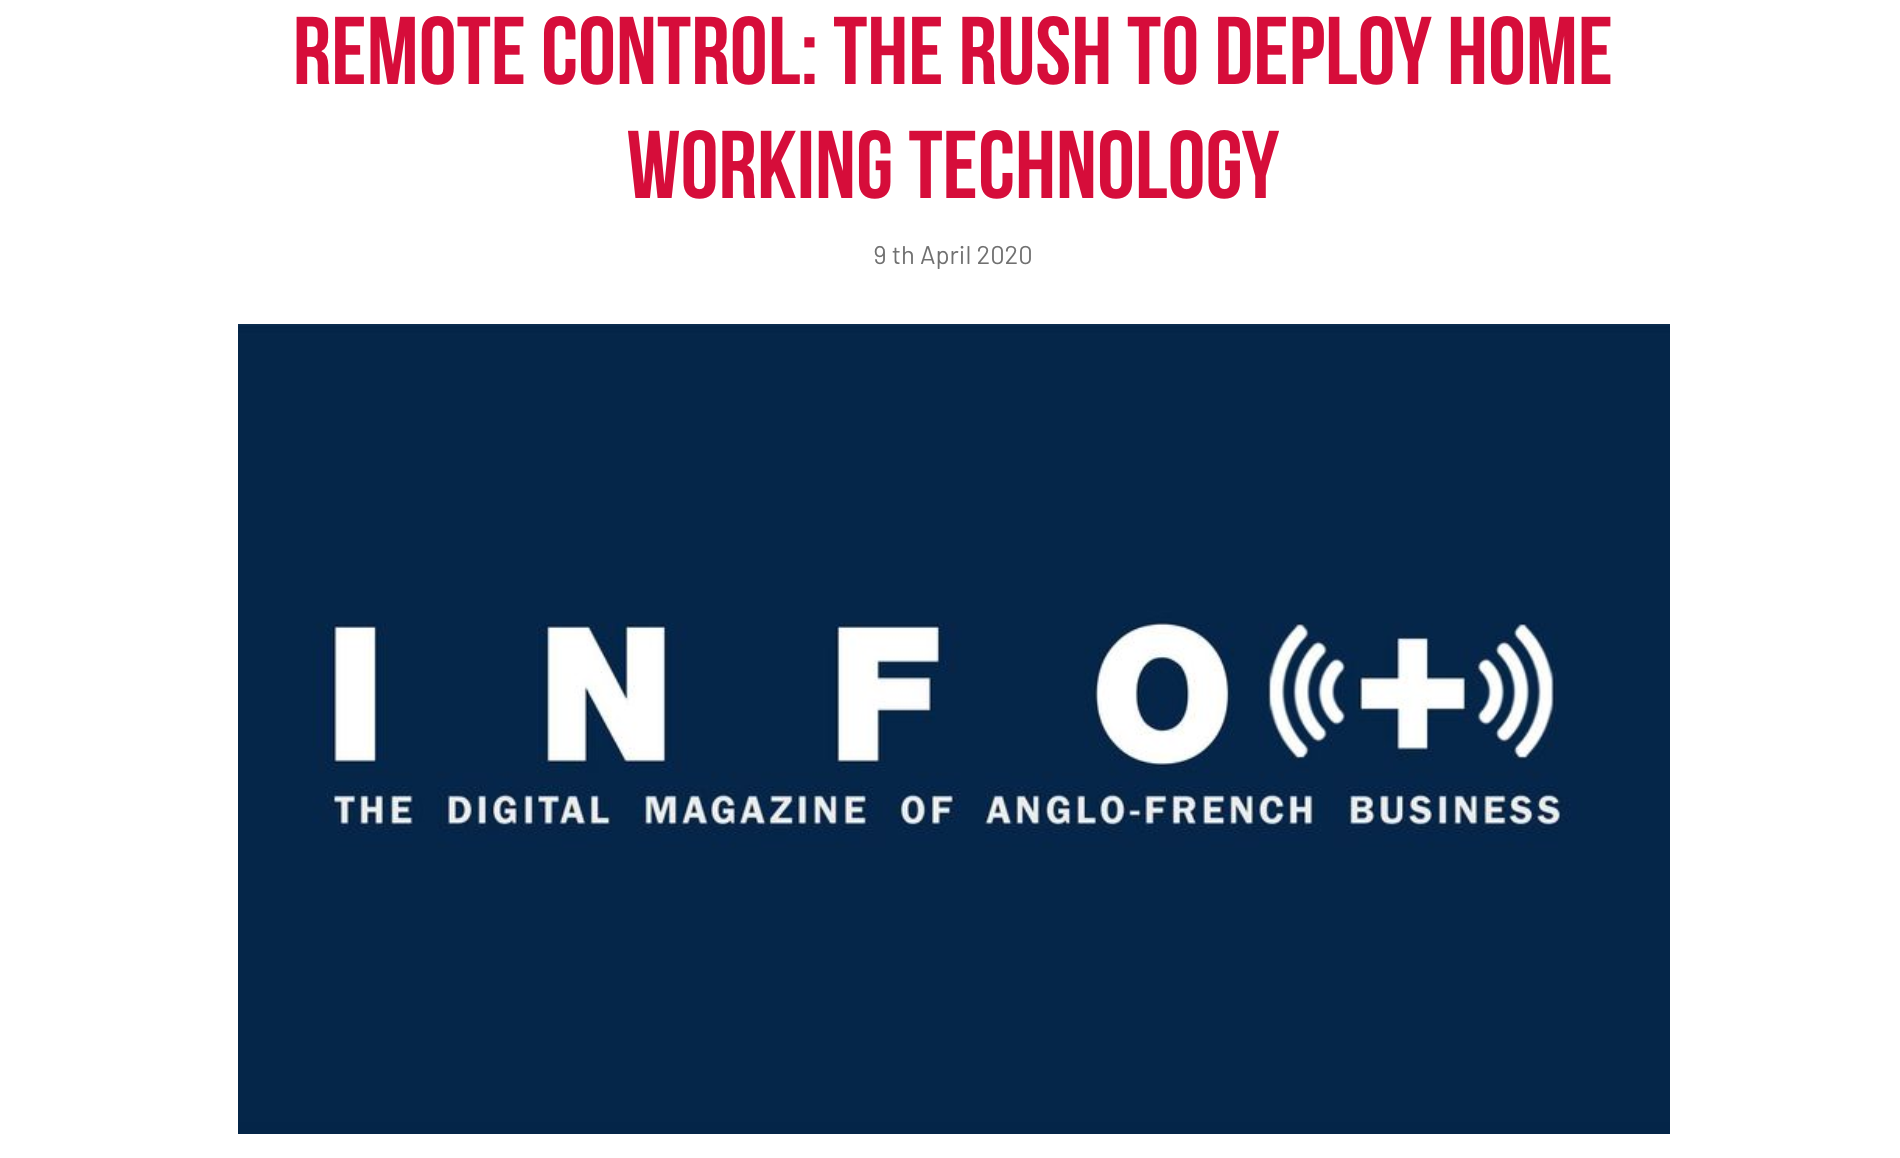 REMOTE CONTROL: THE RUSH TO DEPLOY HOME
WORKING TECHNOLOGY
9 th April 2020
INFO(+)
THE DIGITAL MAGAZINE OF ANGLO-FRENCH BUSINESS